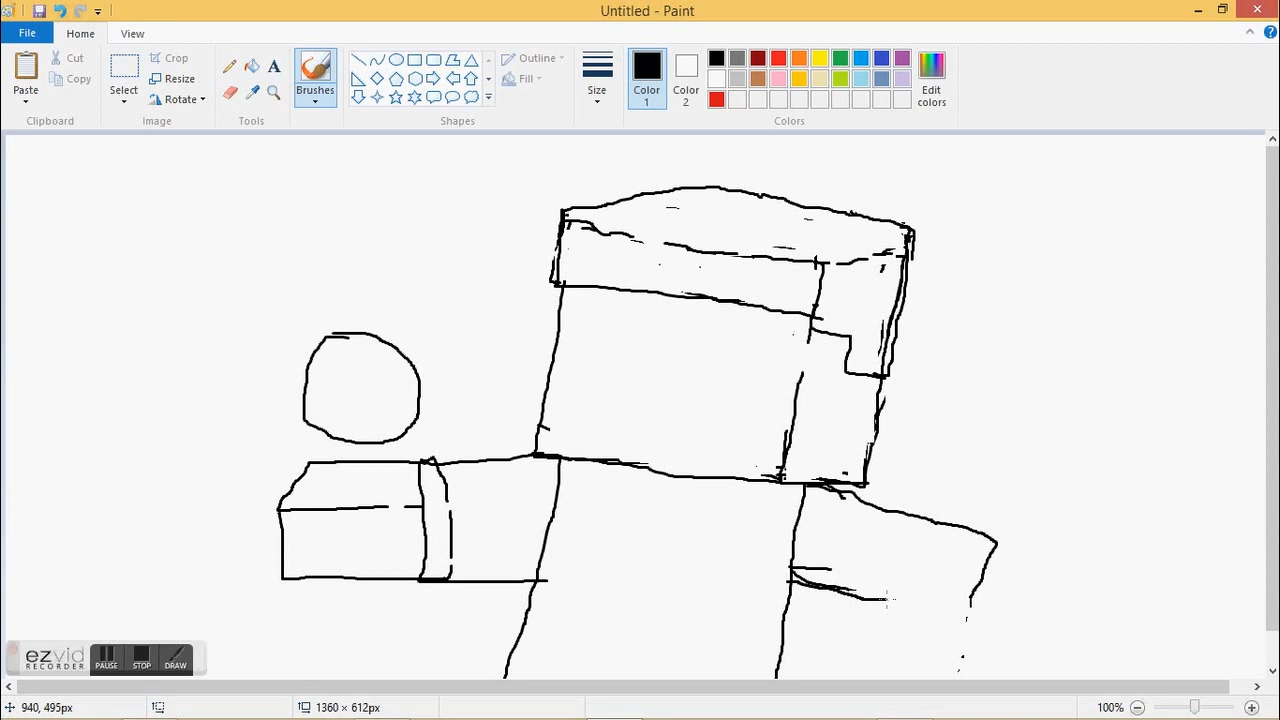 Untitled - Paint
File Home View
Paste Cut Copy Clipboard
Select Crop Resize Rotate Image
A Tools
Brushes
Outline Fill Shapes
Size
Color 1 Color 2 Edit colors Colors
ezvid RECORDER PAUSE STOP DRAW
940, 495px 1360 × 612px 100%